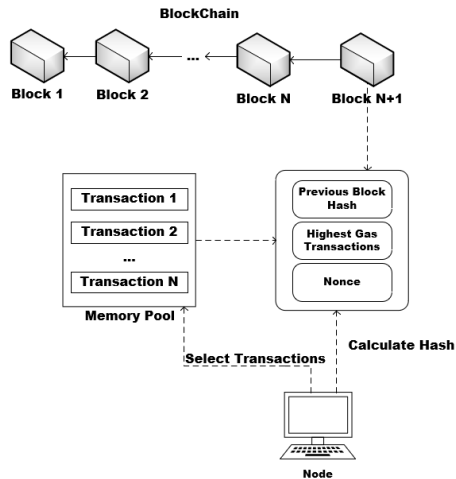 BlockChain
...
Block 1
Block 2
Block N
Block N+1
Transaction 1
Transaction 2
...
Transaction N
Memory Pool
Previous Block
Hash
Highest Gas
Transactions
Nonce
Select Transactions
Calculate Hash
Node